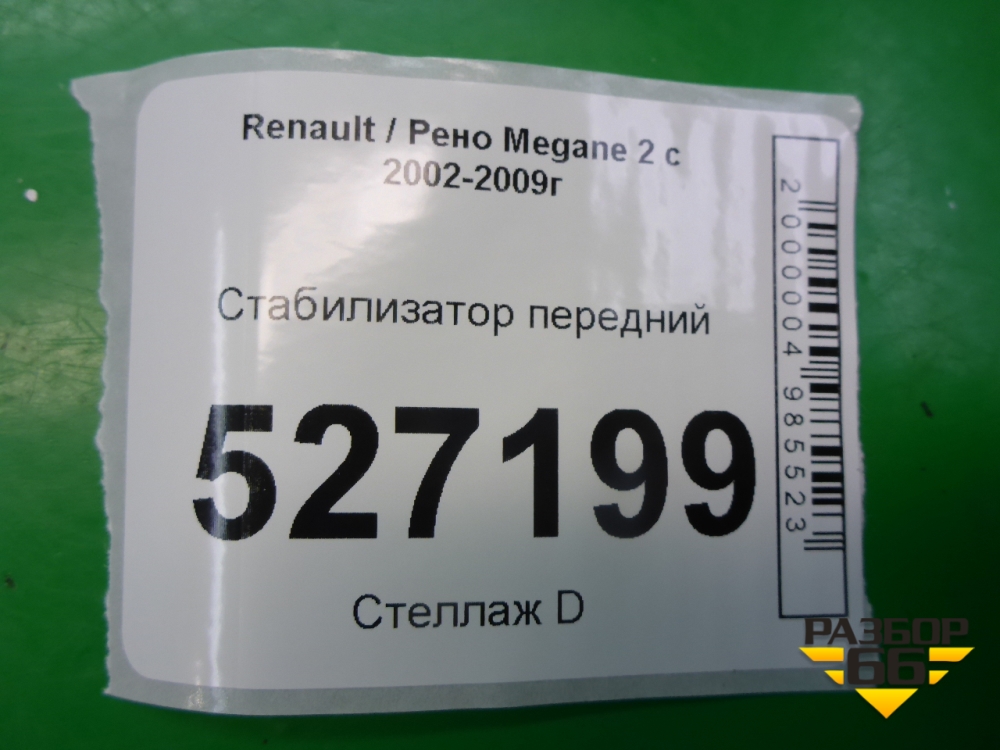 Renault / Рено Megane 2 с
2002-2009г
Стабилизатор передний
527199
Стеллаж D
2000004985523
РАЗБОР
66